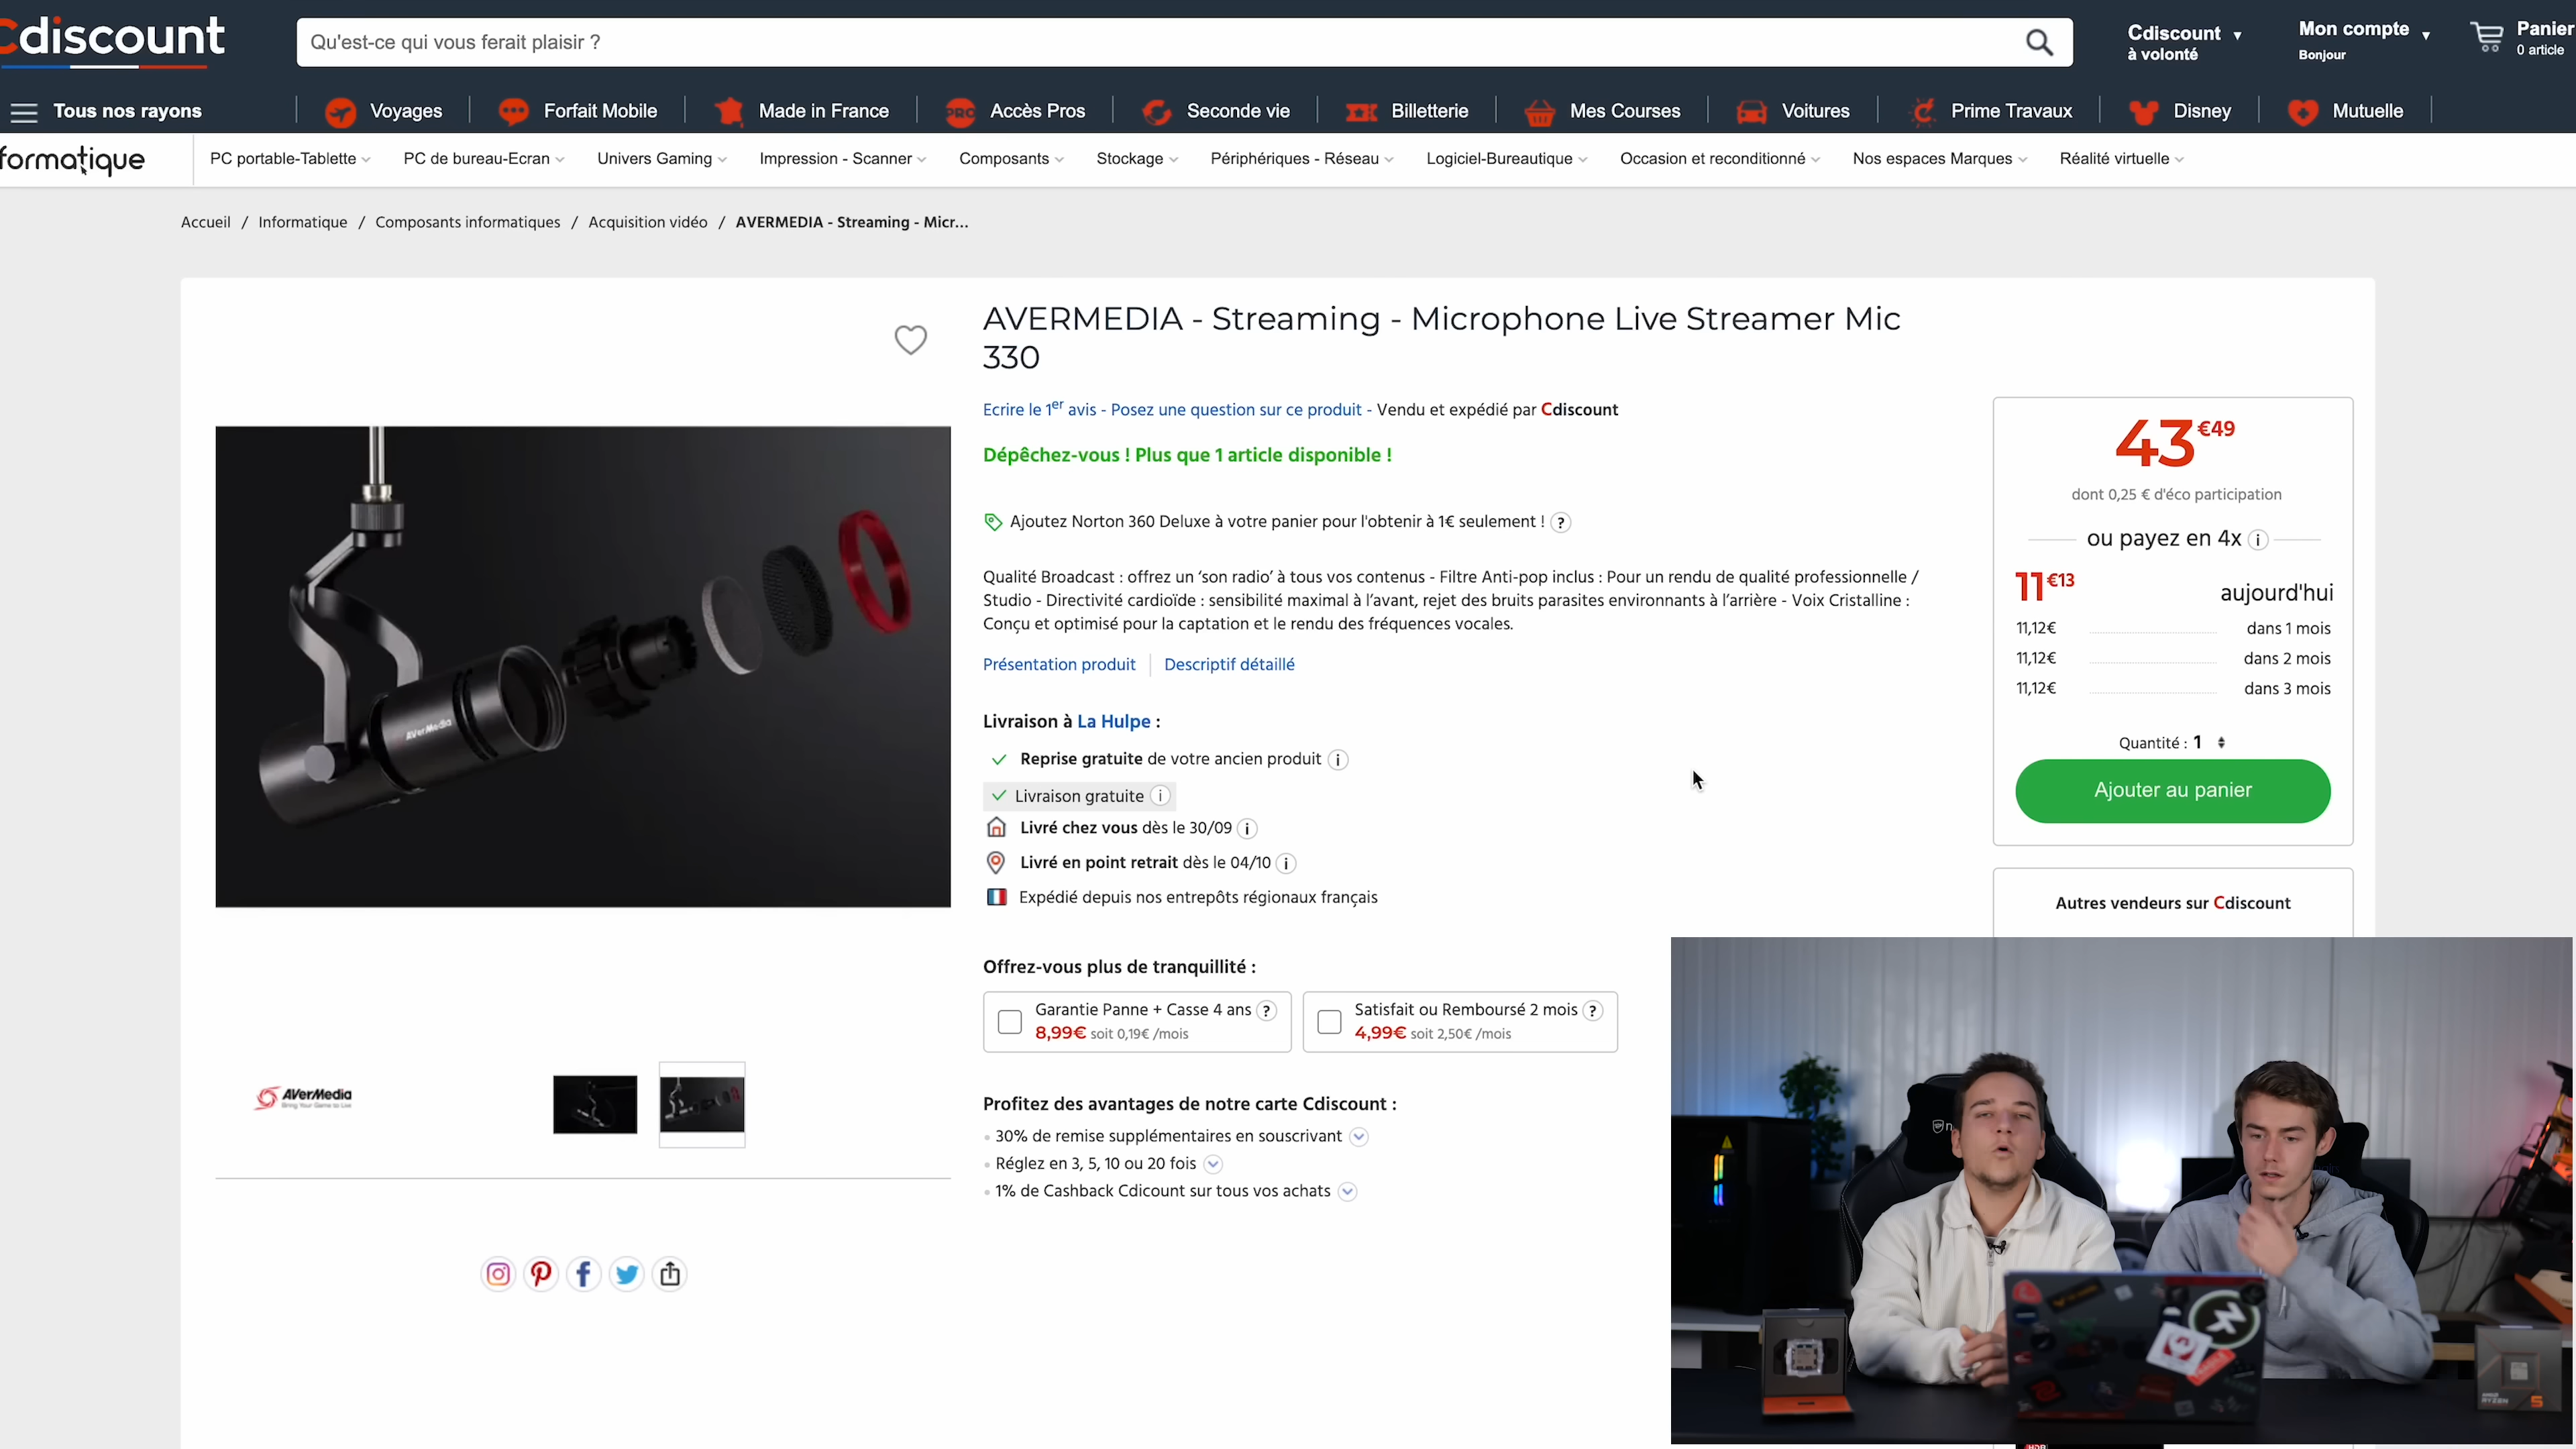 Cdiscount
Qu'est-ce qui vous ferait plaisir ?
Cdiscount
à volonté
Mon compte
Bonjour
Panier
0 article
Tous nos rayons
Voyages
Forfait Mobile
Made in France
PRO
Accès Pros
Seconde vie
Billetterie
Mes Courses
Voitures
Prime Travaux
Disney
Mutuelle
formatique
PC portable-Tablette
PC de bureau-Ecran
Univers Gaming
Impression - Scanner
Composants
Stockage
Périphériques - Réseau
Logiciel-Bureautique
Occasion et reconditionné
Nos espaces Marques
Réalité virtuelle
Accueil / Informatique / Composants informatiques / Acquisition vidéo / AVERMEDIA - Streaming - Micr...
AVERMEDIA - Streaming - Microphone Live Streamer Mic
330
Ecrire le 1er avis - Posez une question sur ce produit - Vendu et expédié par Cdiscount
Dépêchez-vous ! Plus que 1 article disponible !
Ajoutez Norton 360 Deluxe à votre panier pour l'obtenir à 1€ seulement ! ?
Qualité Broadcast : offrez un ‘son radio’ à tous vos contenus - Filtre Anti-pop inclus : Pour un rendu de qualité professionnelle /
Studio - Directivité cardioïde : sensibilité maximal à l’avant, rejet des bruits parasites environnants à l’arrière - Voix Cristalline :
Conçu et optimisé pour la captation et le rendu des fréquences vocales.
Présentation produit
Descriptif détaillé
Livraison à La Hulpe :
Reprise gratuite de votre ancien produit i
Livraison gratuite i
Livré chez vous dès le 30/09 i
Livré en point retrait dès le 04/10 i
Expédié depuis nos entrepôts régionaux français
Offrez-vous plus de tranquillité :
Garantie Panne + Casse 4 ans ?
8,99€ soit 0,19€ /mois
Satisfait ou Remboursé 2 mois ?
4,99€ soit 2,50€ /mois
Profitez des avantages de notre carte Cdiscount :
30% de remise supplémentaires en souscrivant
Réglez en 3, 5, 10 ou 20 fois
1% de Cashback Cdicount sur tous vos achats
43€49
dont 0,25 € d'éco participation
ou payez en 4x i
11€13 aujourd'hui
11,12€ dans 1 mois
11,12€ dans 2 mois
11,12€ dans 3 mois
Quantité : 1
Ajouter au panier
Autres vendeurs sur Cdiscount
AVerMedia
AVerMedia
Bring Your Game to Live
AMD
RYZEN
5